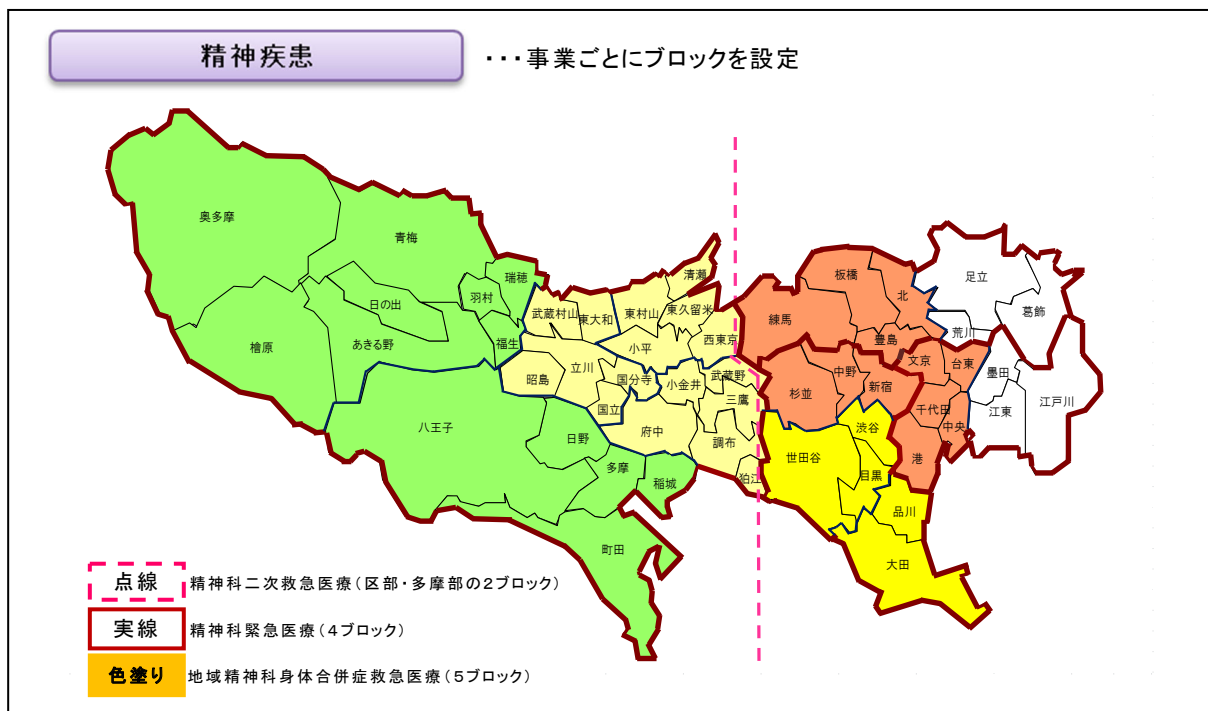 精神疾患
・・・事業ごとにブロックを設定
奥多摩
青梅
瑞穂
羽村
日の出
あきる野
檜原
福生
八王子
日野
多摩
稲城
町田
清瀬
武蔵村山
東大和
東村山
東久留米
小平
西東京
昭島
立川
国分寺
小金井
武蔵野
三鷹
国立
府中
調布
狛江
板橋
北
練馬
豊島
足立
葛飾
荒川
文京
台東
墨田
江東
江戸川
中野
杉並
新宿
千代田
中央
港
渋谷
世田谷
目黒
品川
大田
点線
精神科二次救急医療(区部・多摩部の2ブロック)
実線
精神科緊急医療(4ブロック)
色塗り
地域精神科身体合併症救急医療(5ブロック)